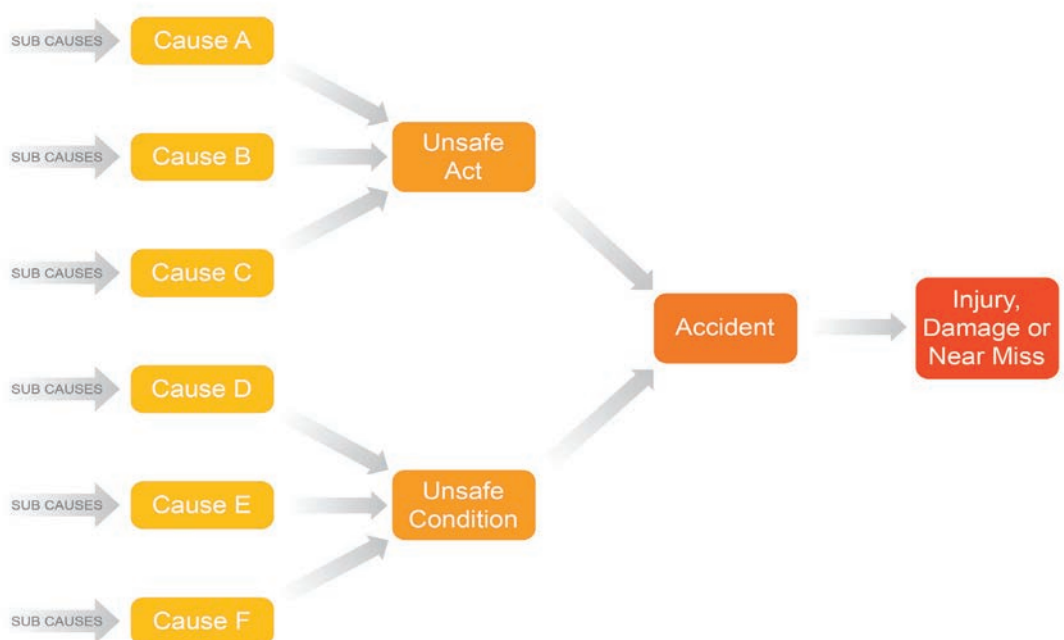 SUB CAUSES
Cause A
SUB CAUSES
Cause B
SUB CAUSES
Cause C
SUB CAUSES
Cause D
SUB CAUSES
Cause E
SUB CAUSES
Cause F
Unsafe
Act
Unsafe
Condition
Accident
Injury,
Damage or
Near Miss